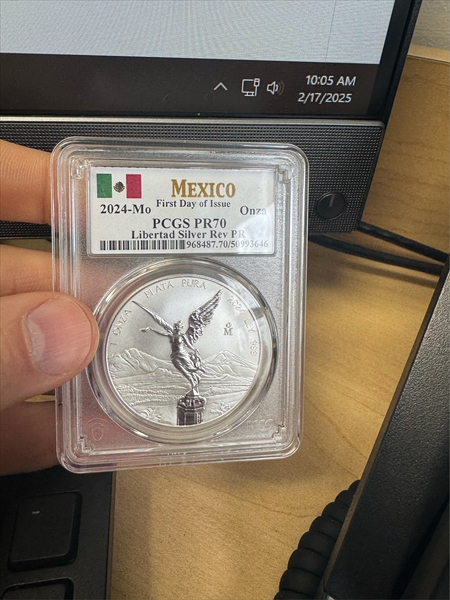 10:05 AM
2/17/2025
MEXICO
First Day of Issue
2024-Mo Onza
PCGS PR70
Libertad Silver Rev PR
968487.70/50993646
1 ONZA PLATA PURA